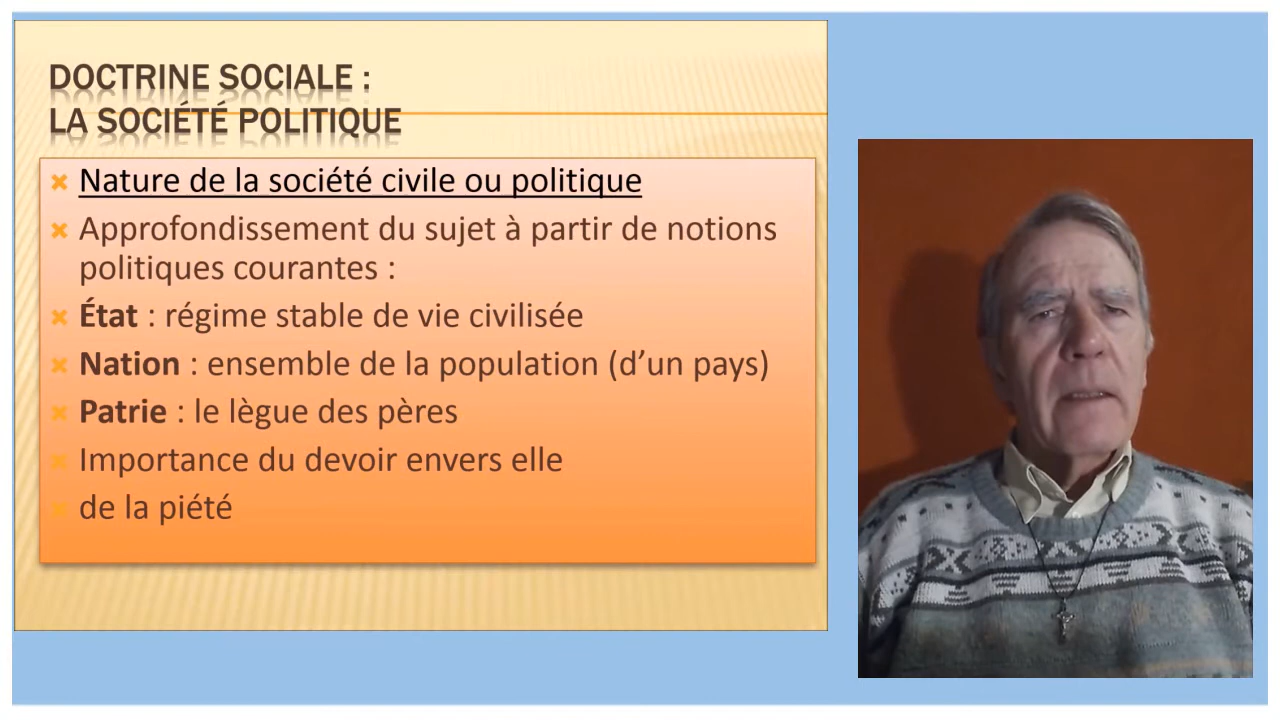 DOCTRINE SOCIALE :
LA SOCIÉTÉ POLITIQUE
Nature de la société civile ou politique
Approfondissement du sujet à partir de notions
politiques courantes :
État : régime stable de vie civilisée
Nation : ensemble de la population (d’un pays)
Patrie : le lègue des pères
Importance du devoir envers elle
de la piété